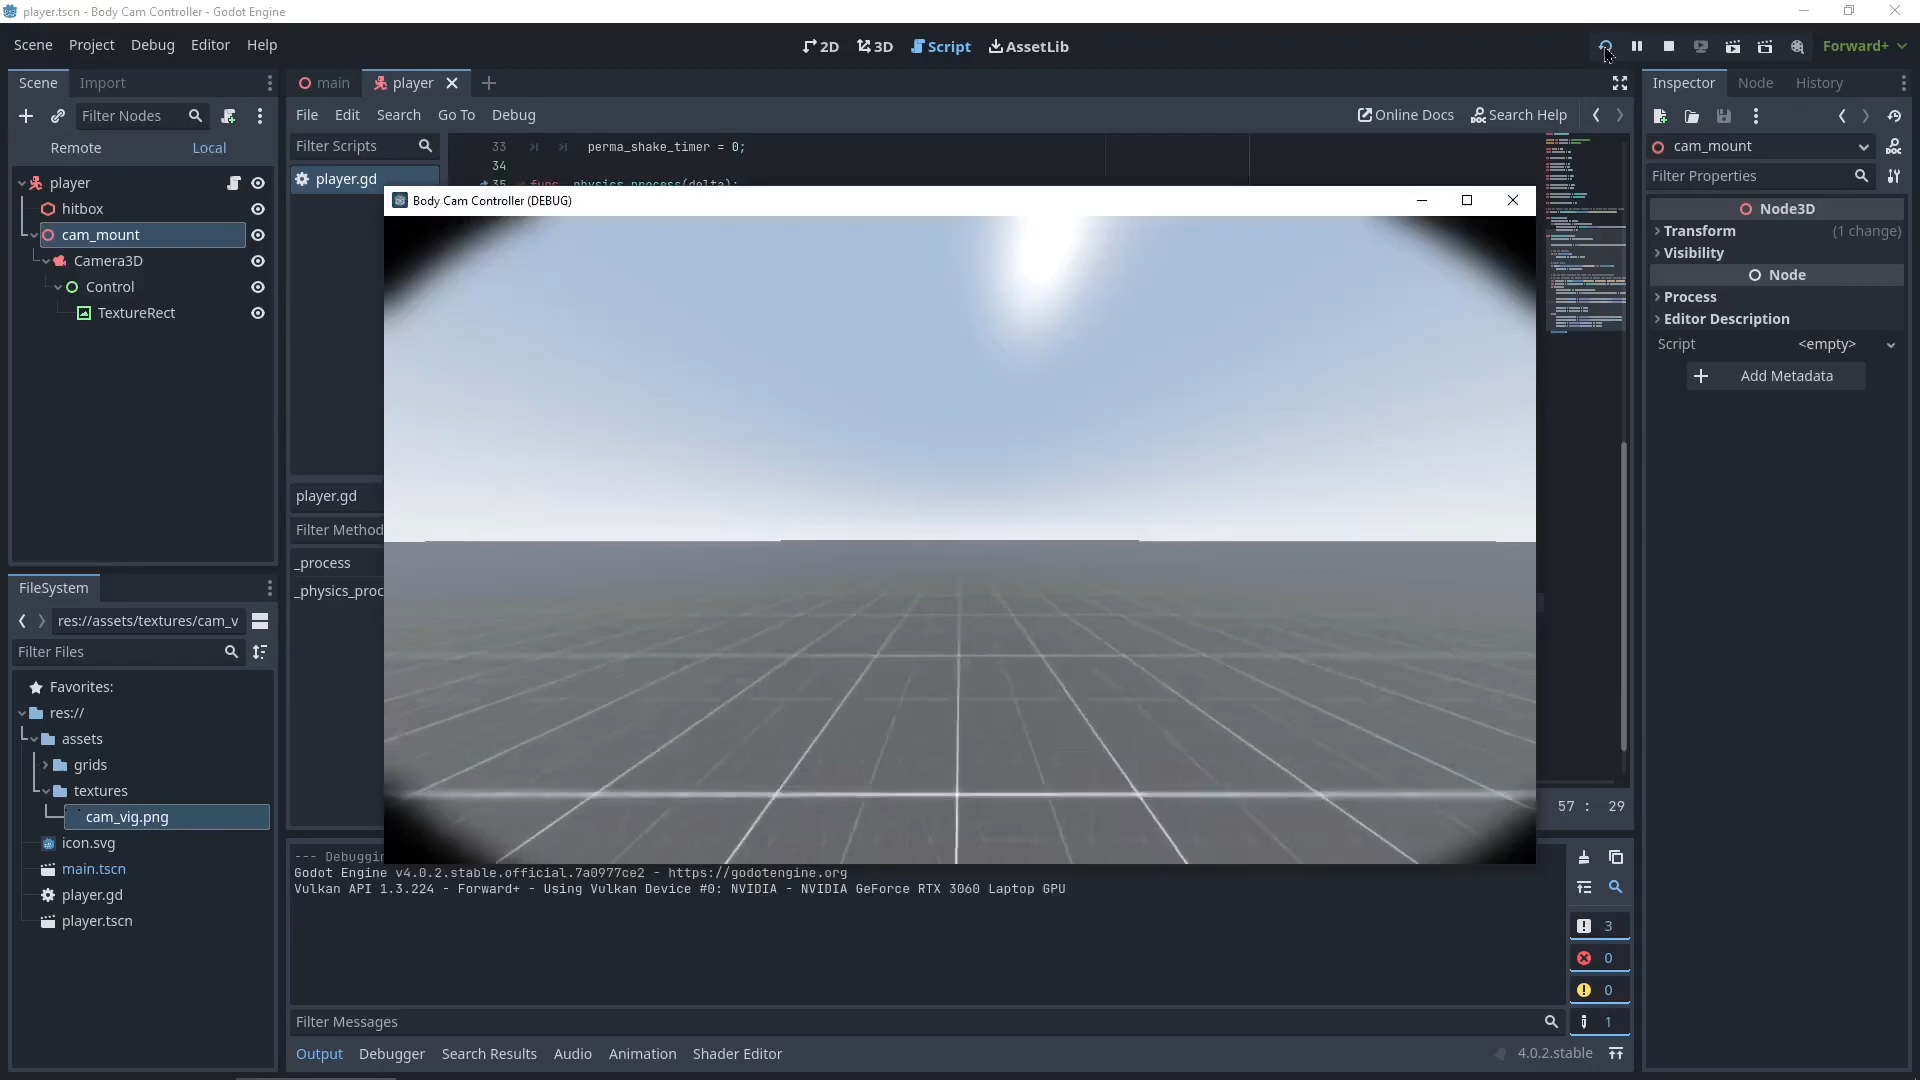 player.tscn - Body Cam Controller - Godot Engine
Scene Project Debug Editor Help
2D 3D Script AssetLib
Forward+
Scene Import
main player
Inspector Node History
Filter Nodes
File Edit Search Go To Debug
Online Docs Search Help
Remote Local
Filter Scripts
33 perma_shake_timer = 0;
34
35 func _physics_process(delta):
cam_mount
Filter Properties
player
player.gd
hitbox
cam_mount
Camera3D
Control
TextureRect
Body Cam Controller (DEBUG)
Node3D
Transform (1 change)
Visibility
Node
Process
Editor Description
Script <empty>
Add Metadata
player.gd
Filter Method
_process
_physics_proc
FileSystem
res://assets/textures/cam_v
Filter Files
Favorites:
res://
assets
grids
textures
cam_vig.png
icon.svg
main.tscn
player.gd
player.tscn
57 : 29
--- Debuggin
Godot Engine v4.0.2.stable.official.7a0977ce2 - https://godotengine.org
Vulkan API 1.3.224 - Forward+ - Using Vulkan Device #0: NVIDIA - NVIDIA GeForce RTX 3060 Laptop GPU
3
0
0
1
Filter Messages
Output Debugger Search Results Audio Animation Shader Editor
4.0.2.stable